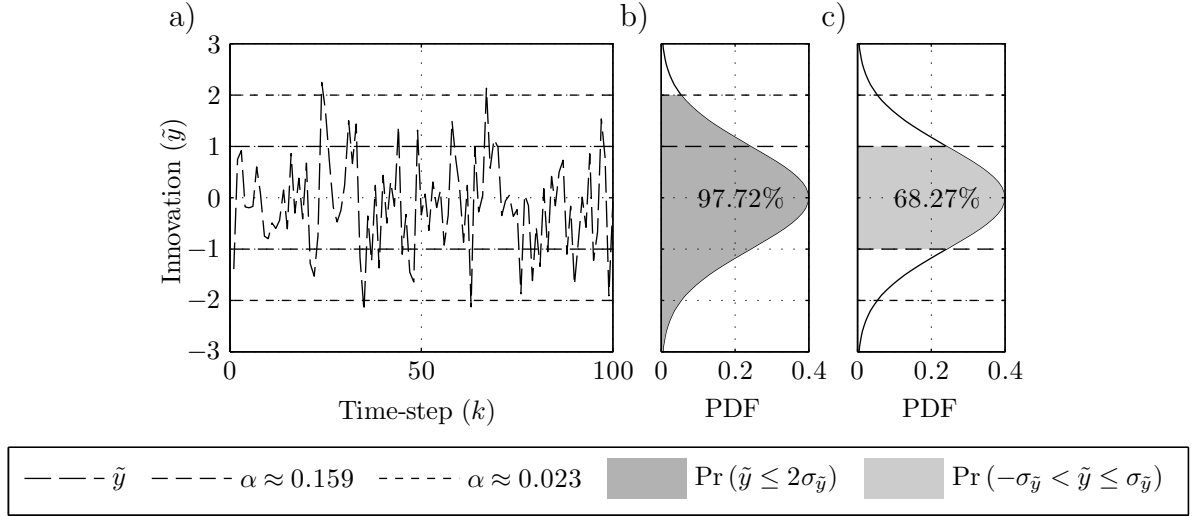 a)
b)
c)
3
2
1
0
−1
−2
−3
Innovation (ỹ)
0
50
100
Time-step (k)
97.72%
0
0.2
0.4
PDF
68.27%
0
0.2
0.4
PDF
ỹ
α ≈ 0.159
α ≈ 0.023
Pr (ỹ ≤ 2σ_ỹ)
Pr (−σ_ỹ < ỹ ≤ σ_ỹ)